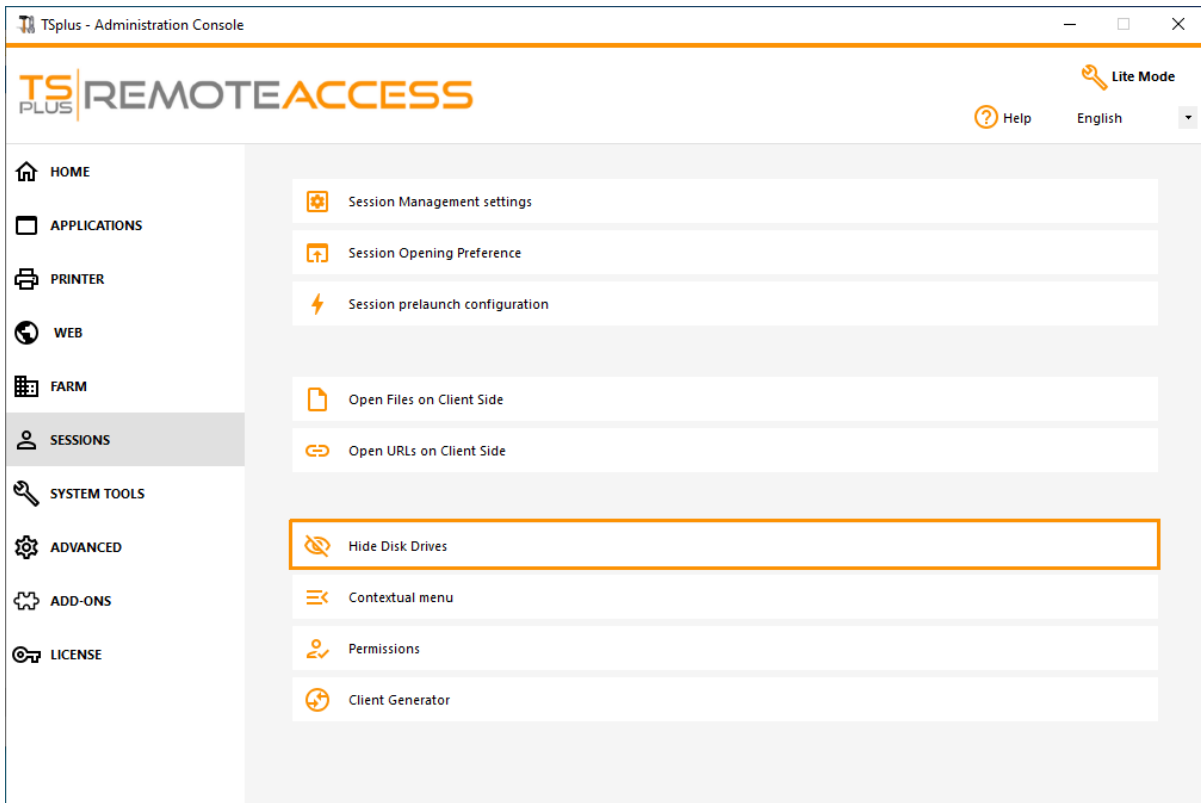 TSplus - Administration Console
TS PLUS REMOTEACCESS
Lite Mode
Help
English
HOME
APPLICATIONS
PRINTER
WEB
FARM
SESSIONS
SYSTEM TOOLS
ADVANCED
ADD-ONS
LICENSE
Session Management settings
Session Opening Preference
Session prelaunch configuration
Open Files on Client Side
Open URLs on Client Side
Hide Disk Drives
Contextual menu
Permissions
Client Generator